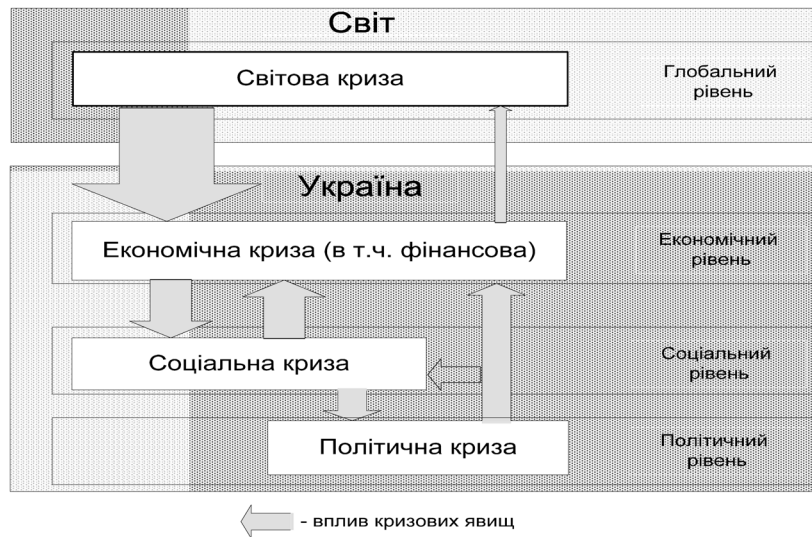 Світ
Світова криза
Глобальний
рівень
Україна
Економічна криза (в т.ч. фінансова)
Економічний
рівень
Соціальна криза
Соціальний
рівень
Політична криза
Політичний
рівень
- вплив кризових явищ